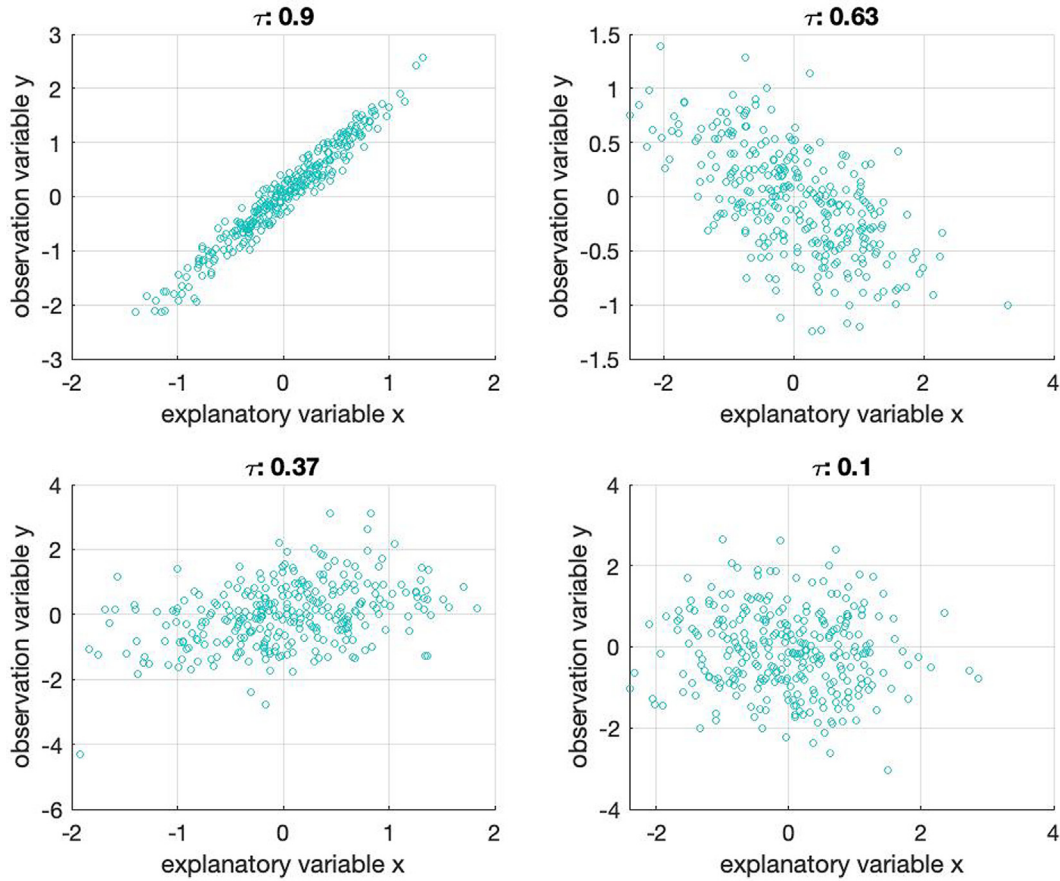 τ: 0.9
3
2
1
0
-1
-2
-3
observation variable y
-2 -1 0 1 2
explanatory variable x
τ: 0.63
1.5
1
0.5
0
-0.5
-1
-1.5
observation variable y
-2 0 2 4
explanatory variable x
τ: 0.37
4
2
0
-2
-4
-6
observation variable y
-2 -1 0 1 2
explanatory variable x
τ: 0.1
4
2
0
-2
-4
observation variable y
-2 0 2 4
explanatory variable x